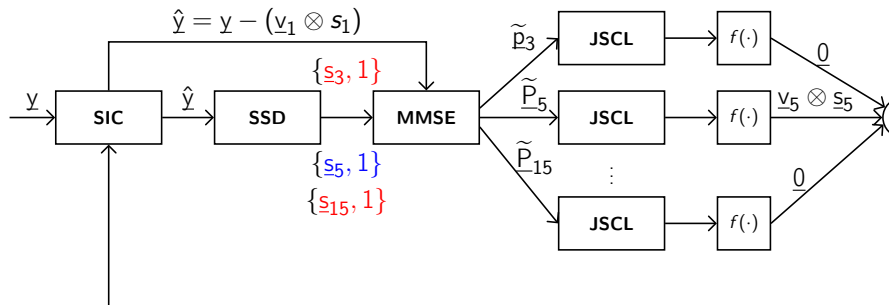 ŷ = y − (v₁ ⊗ s₁)
y
SIC
ŷ
SSD
{s₃, 1}
{s₅, 1}
{s₁₅, 1}
MMSE
p̃₃
JSCL
f(·)
0
P̃₅
JSCL
f(·)
v₅ ⊗ s₅
P̃₁₅
⋮
JSCL
f(·)
0